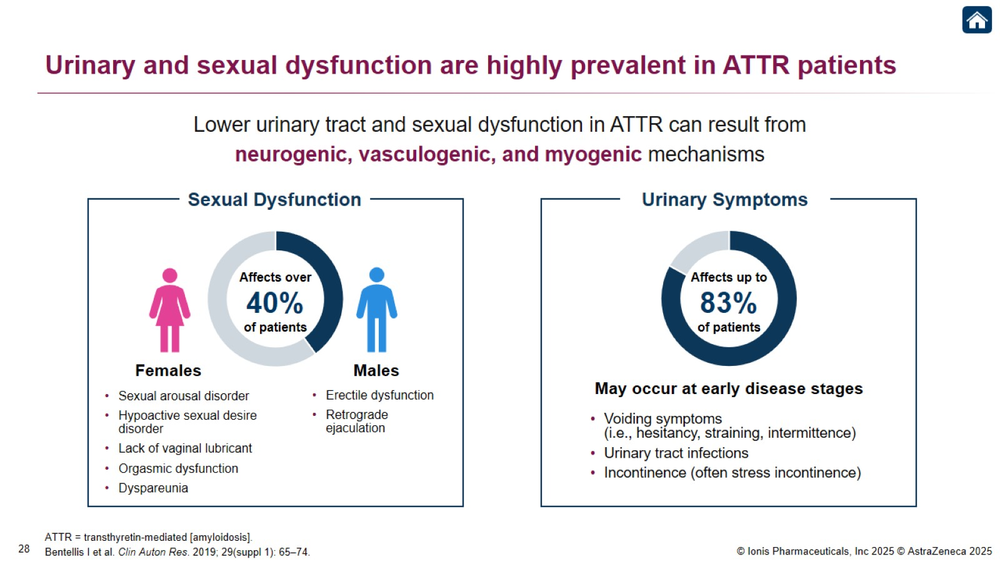 Urinary and sexual dysfunction are highly prevalent in ATTR patients
Lower urinary tract and sexual dysfunction in ATTR can result from
neurogenic, vasculogenic, and myogenic mechanisms
Sexual Dysfunction
Affects over
40%
of patients
Females
• Sexual arousal disorder
• Hypoactive sexual desire
disorder
• Lack of vaginal lubricant
• Orgasmic dysfunction
• Dyspareunia
Males
• Erectile dysfunction
• Retrograde
ejaculation
Urinary Symptoms
Affects up to
83%
of patients
May occur at early disease stages
• Voiding symptoms
(i.e., hesitancy, straining, intermittence)
• Urinary tract infections
• Incontinence (often stress incontinence)
ATTR = transthyretin-mediated [amyloidosis].
28
Bentellis I et al. Clin Auton Res. 2019; 29(suppl 1): 65–74.
© Ionis Pharmaceuticals, Inc 2025 © AstraZeneca 2025